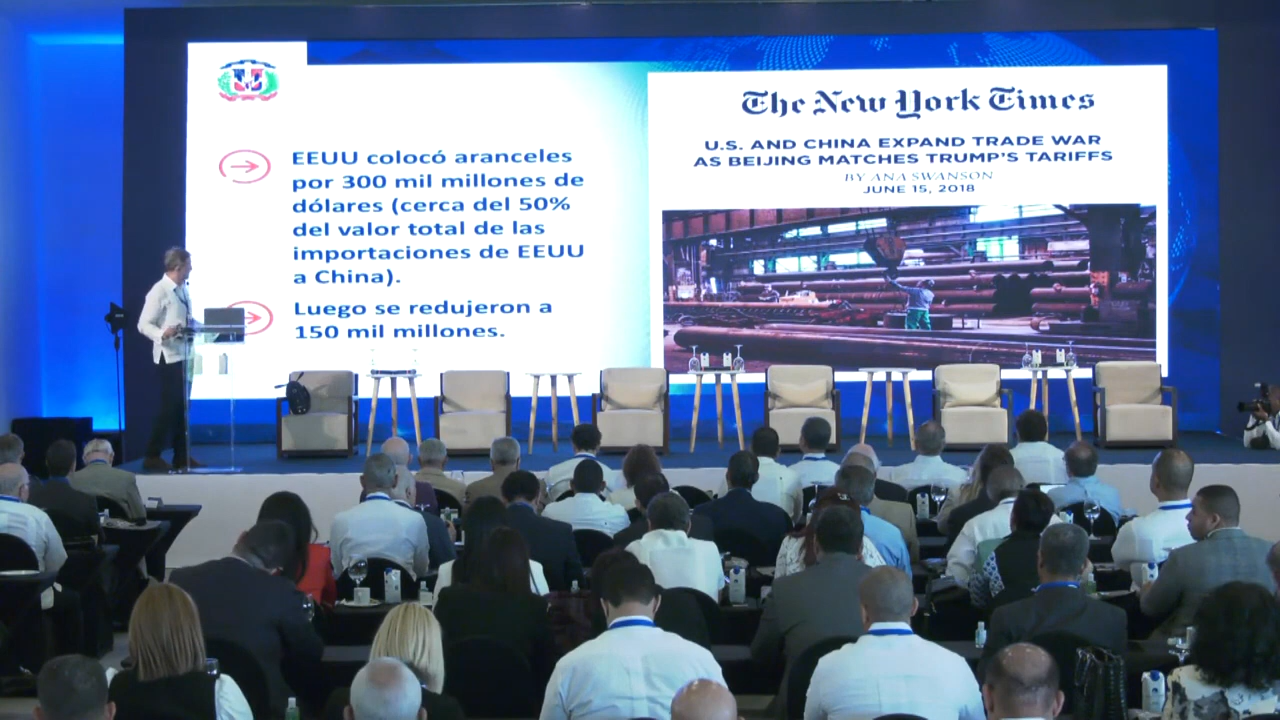 EEUU colocó aranceles
por 300 mil millones de
dólares (cerca del 50%
del valor total de las
importaciones de EEUU
a China).
Luego se redujeron a
150 mil millones.
The New York Times
U.S. AND CHINA EXPAND TRADE WAR
AS BEIJING MATCHES TRUMP'S TARIFFS
BY ANA SWANSON
JUNE 15, 2018